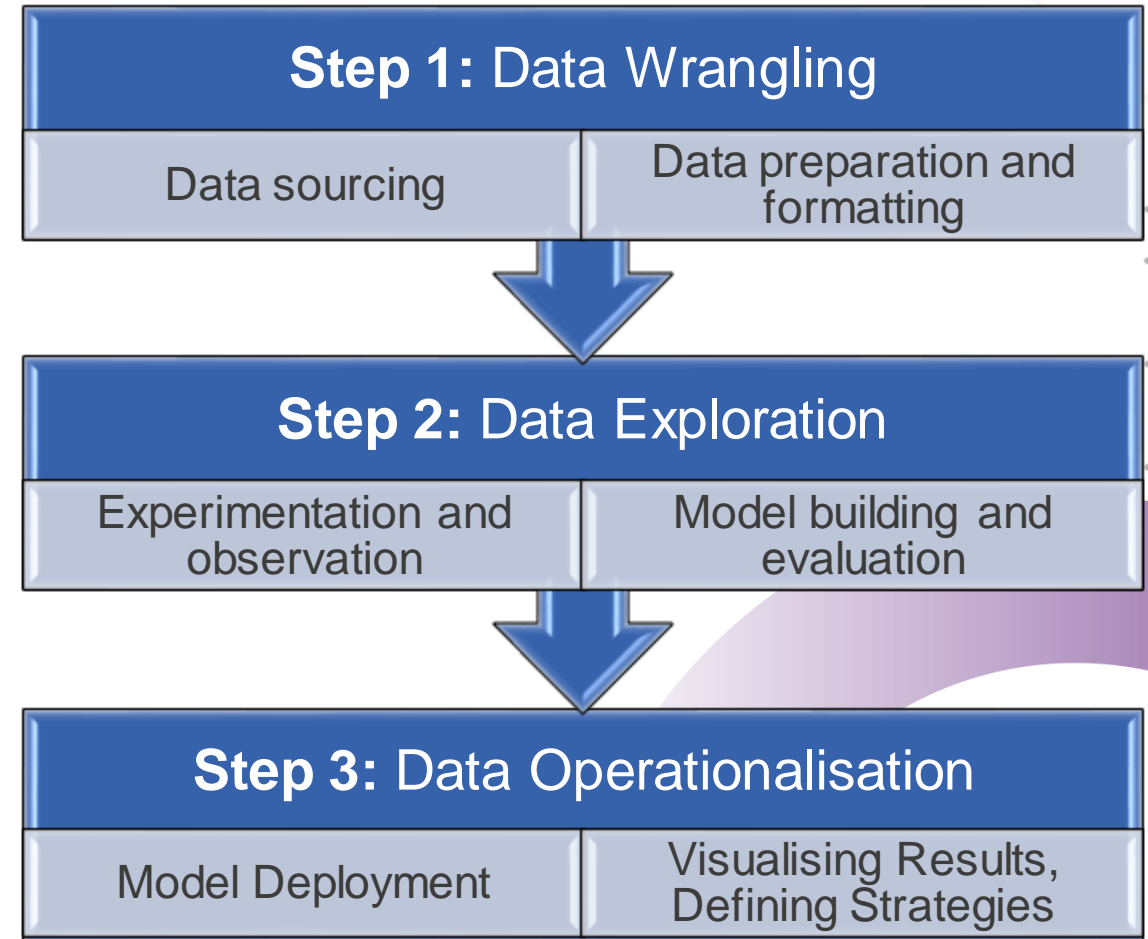 Step 1: Data Wrangling
Data sourcing
Data preparation and
formatting
Step 2: Data Exploration
Experimentation and
observation
Model building and
evaluation
Step 3: Data Operationalisation
Model Deployment
Visualising Results,
Defining Strategies